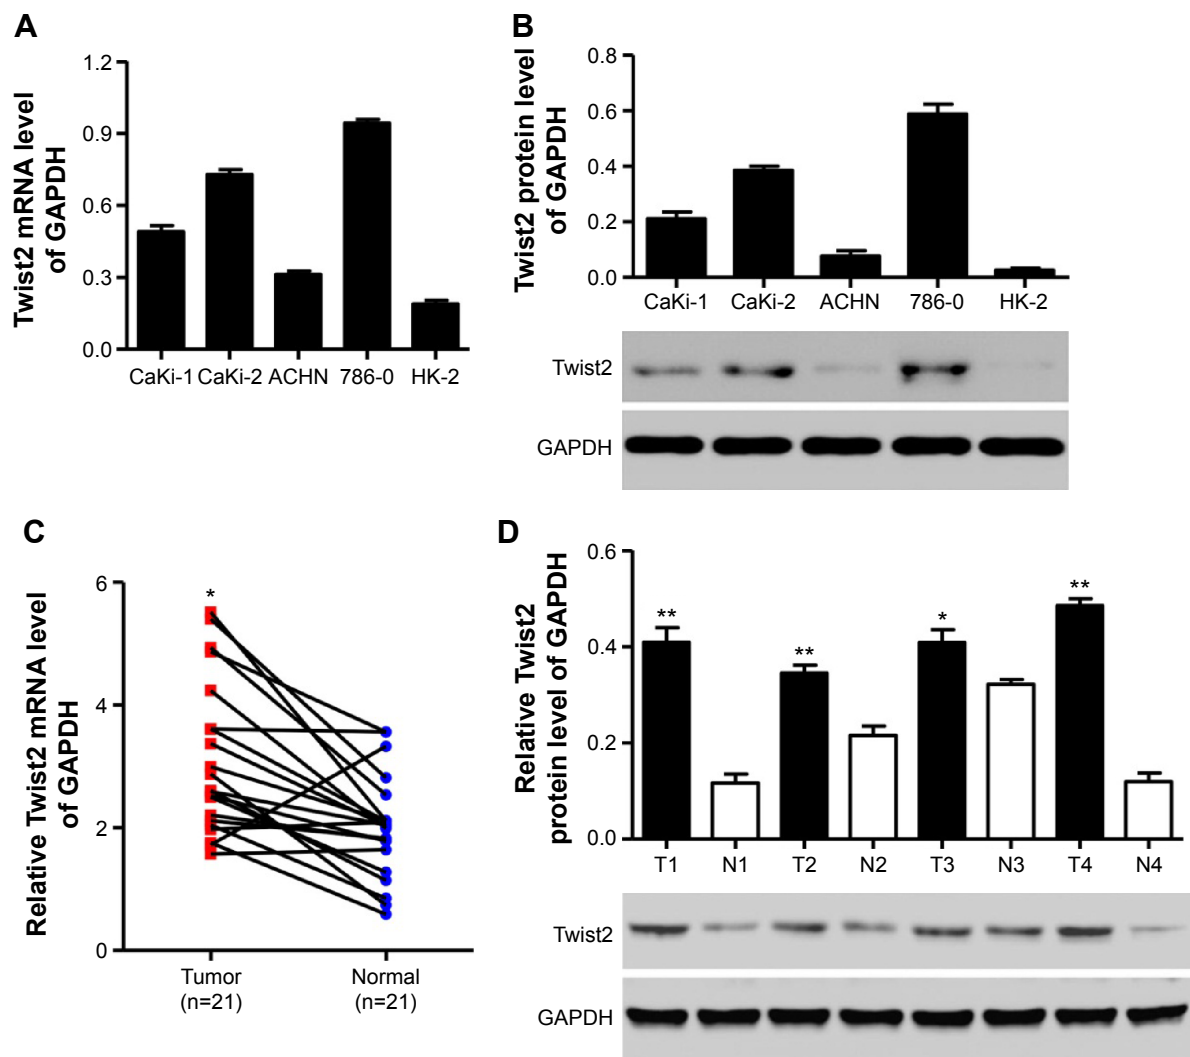 A
Twist2 mRNA level
of GAPDH
1.2
0.9
0.6
0.3
0.0
CaKi-1 CaKi-2 ACHN 786-0 HK-2
B
Twist2 protein level
of GAPDH
0.8
0.6
0.4
0.2
0.0
CaKi-1 CaKi-2 ACHN 786-0 HK-2
Twist2
GAPDH
C
Relative Twist2 mRNA level
of GAPDH
6
4
2
0
*
Tumor Normal
(n=21) (n=21)
D
Relative Twist2
protein level of GAPDH
0.6
0.4
0.2
0.0
** ** * **
T1 N1 T2 N2 T3 N3 T4 N4
Twist2
GAPDH